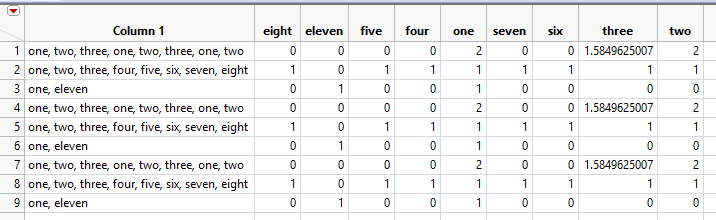 Column 1 eight eleven five four one seven six three two
1 one, two, three, one, two, three, one, two 0 0 0 0 2 0 0 1.5849625007 2
2 one, two, three, four, five, six, seven, eight 1 0 1 1 1 1 1 1 1
3 one, eleven 0 1 0 0 1 0 0 0 0
4 one, two, three, one, two, three, one, two 0 0 0 0 2 0 0 1.5849625007 2
5 one, two, three, four, five, six, seven, eight 1 0 1 1 1 1 1 1 1
6 one, eleven 0 1 0 0 1 0 0 0 0
7 one, two, three, one, two, three, one, two 0 0 0 0 2 0 0 1.5849625007 2
8 one, two, three, four, five, six, seven, eight 1 0 1 1 1 1 1 1 1
9 one, eleven 0 1 0 0 1 0 0 0 0